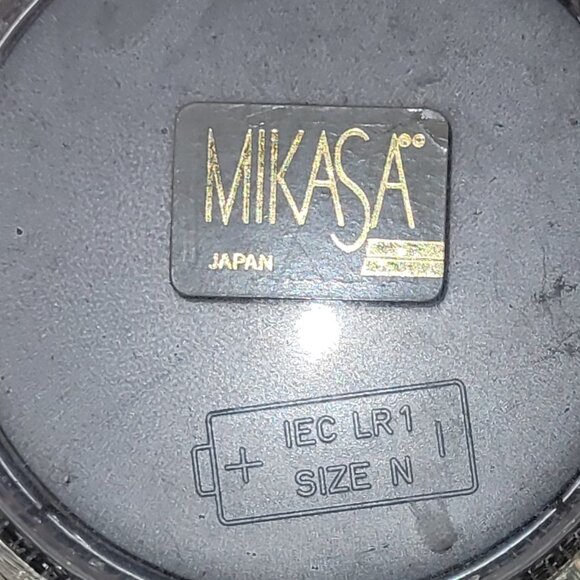 MIKASA
JAPAN
IEC LR1
+ SIZE N -